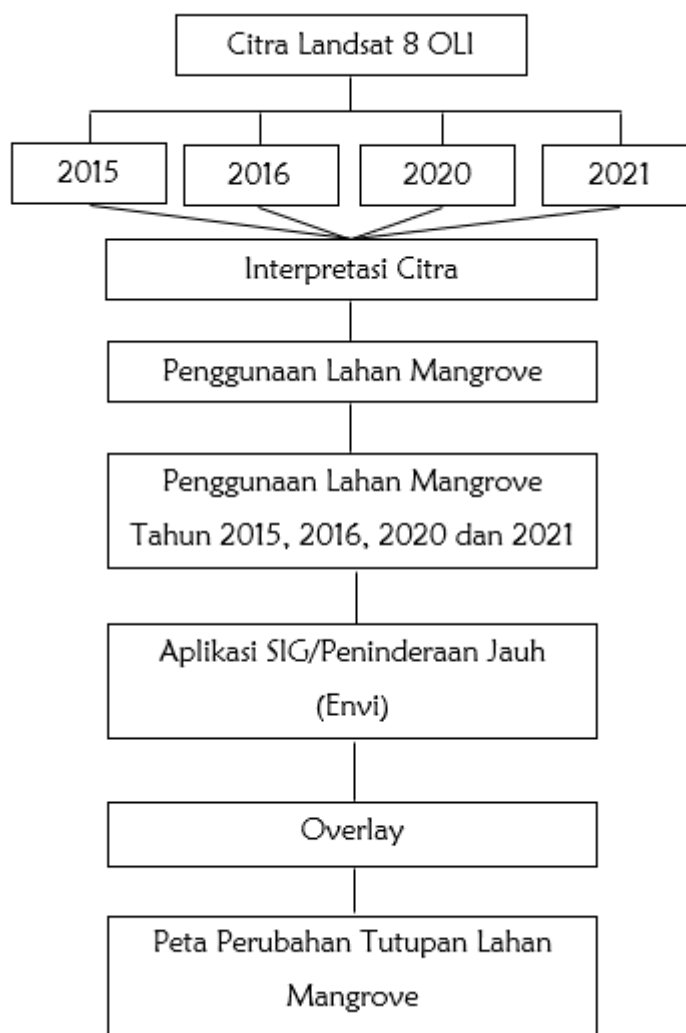 Citra Landsat 8 OLI
2015
2016
2020
2021
Interpretasi Citra
Penggunaan Lahan Mangrove
Penggunaan Lahan Mangrove
Tahun 2015, 2016, 2020 dan 2021
Aplikasi SIG/Peninderaan Jauh
(Envi)
Overlay
Peta Perubahan Tutupan Lahan
Mangrove